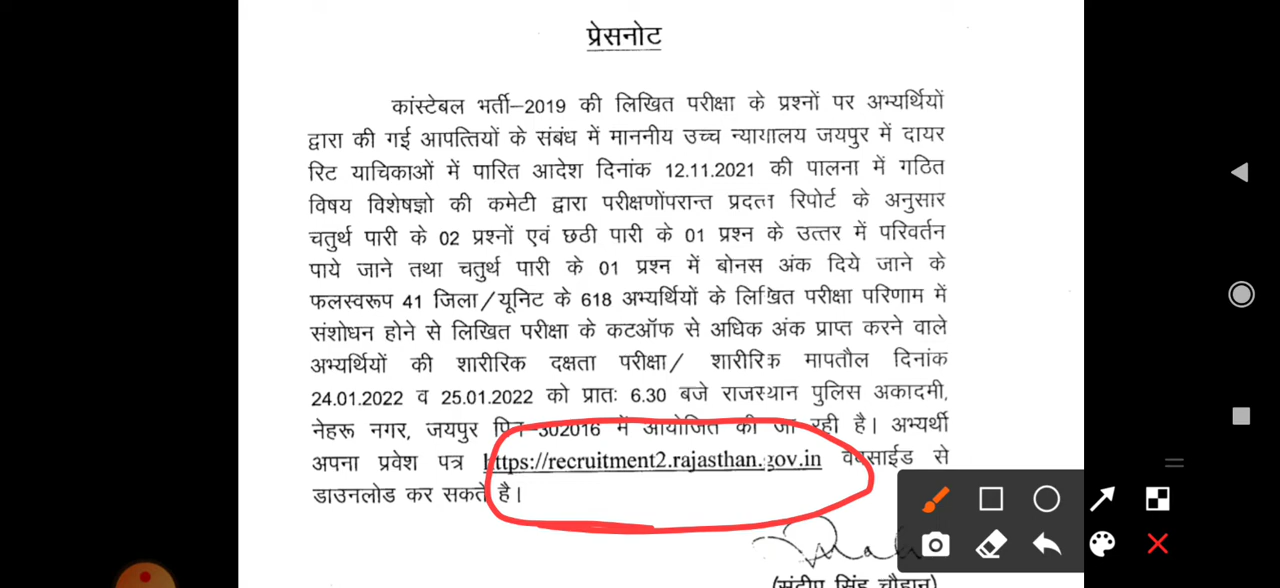 प्रेसनोट
कांस्टेबल भर्ती–2019 की लिखित परीक्षा के प्रश्नों पर अभ्यर्थियों
द्वारा की गई आपत्तियों के संबंध में माननीय उच्च न्यायालय जयपुर में दायर
रिट याचिकाओं में पारित आदेश दिनांक 12.11.2021 की पालना में गठित
विषय विशेषज्ञो की कमेटी द्वारा परीक्षणोंपरान्त प्रदत्त रिपोर्ट के अनुसार
चतुर्थ पारी के 02 प्रश्नों एवं छठी पारी के 01 प्रश्न के उत्तर में परिवर्तन
पाये जाने तथा चतुर्थ पारी के 01 प्रश्न में बोनस अंक दिये जाने के
फलस्वरूप 41 जिला/यूनिट के 618 अभ्यर्थियों के लिखित परीक्षा परिणाम में
संशोधन होने से लिखित परीक्षा के कटऑफ से अधिक अंक प्राप्त करने वाले
अभ्यर्थियों की शारीरिक दक्षता परीक्षा/ शारीरिक मापतौल दिनांक
24.01.2022 व 25.01.2022 को प्रातः 6.30 बजे राजस्थान पुलिस अकादमी,
नेहरू नगर, जयपुर पिन–302016 में आयोजित की जा रही है। अभ्यर्थी
अपना प्रवेश पत्र https://recruitment2.rajasthan.gov.in वेबसाईड से
डाउनलोड कर सकते है।
(संदीप सिंह चौहान)